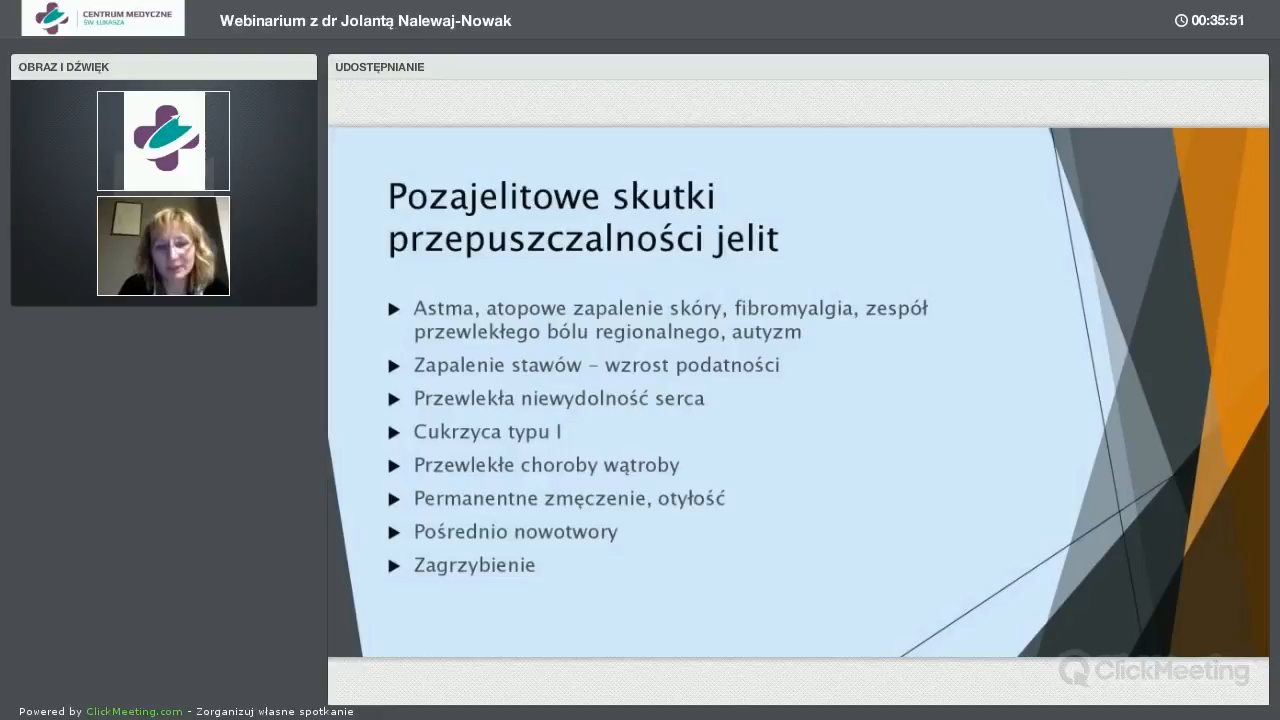 CENTRUM MEDYCZNE
ŚW. ŁUKASZA
Webinarium z dr Jolantą Nalewaj-Nowak
00:35:51
OBRAZ I DŹWIĘK
UDOSTĘPNIANIE
Pozajelitowe skutki
przepuszczalności jelit
Astma, atopowe zapalenie skóry, fibromyalgia, zespół
przewlekłego bólu regionalnego, autyzm
Zapalenie stawów – wzrost podatności
Przewlekła niewydolność serca
Cukrzyca typu I
Przewlekłe choroby wątroby
Permanentne zmęczenie, otyłość
Pośrednio nowotwory
Zagrzybienie
ClickMeeting
Powered by ClickMeeting.com - Zorganizuj własne spotkanie